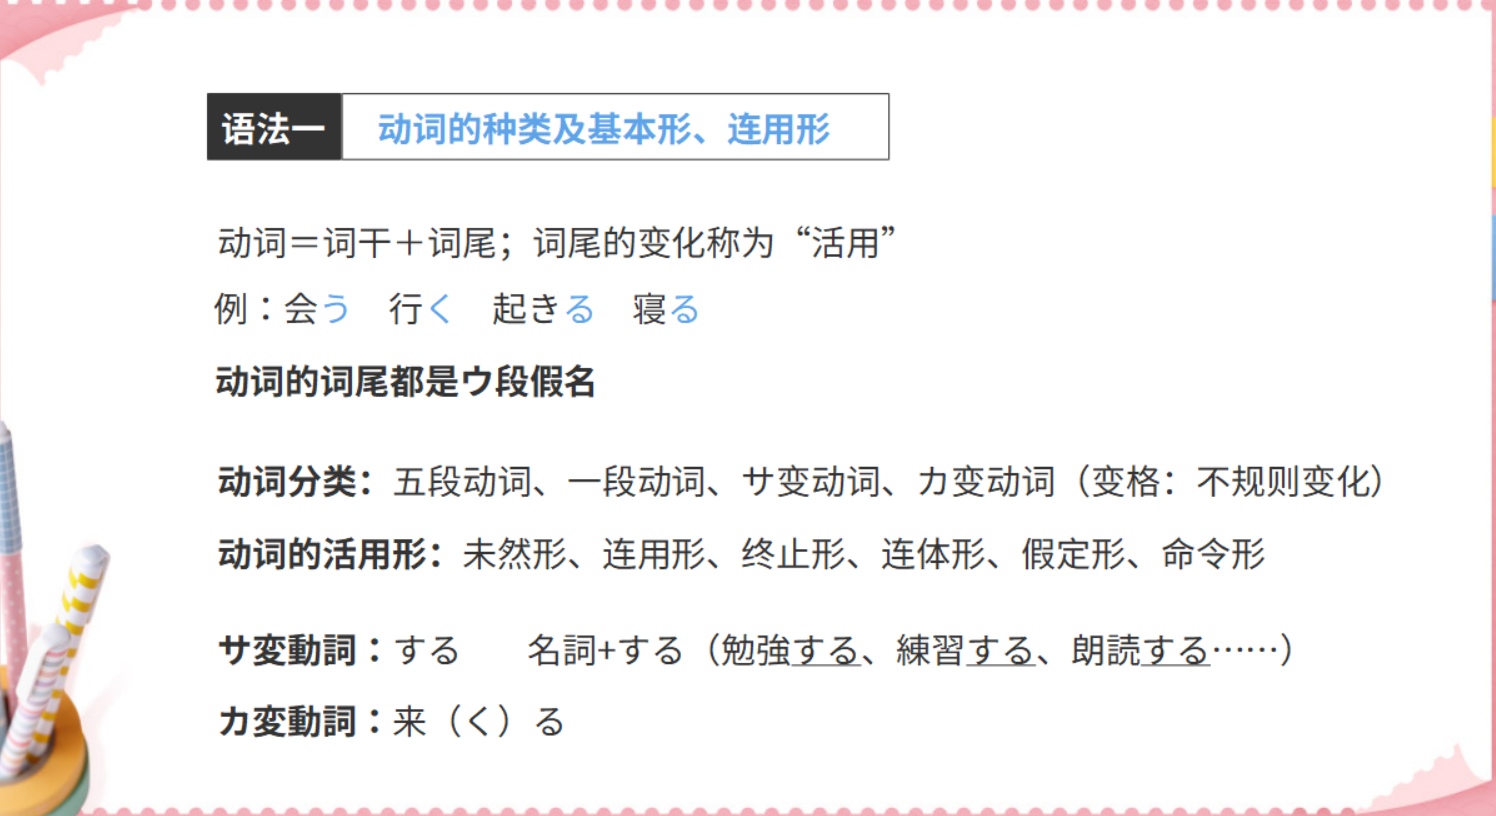 语法一 动词的种类及基本形、连用形
动词＝词干＋词尾；词尾的变化称为“活用”
例：会う 行く 起きる 寝る
动词的词尾都是ウ段假名
动词分类：五段动词、一段动词、サ变动词、カ变动词（变格：不规则变化）
动词的活用形：未然形、连用形、终止形、连体形、假定形、命令形
サ変動詞：する 名詞+する（勉強する、練習する、朗読する……）
カ変動詞：来（く）る